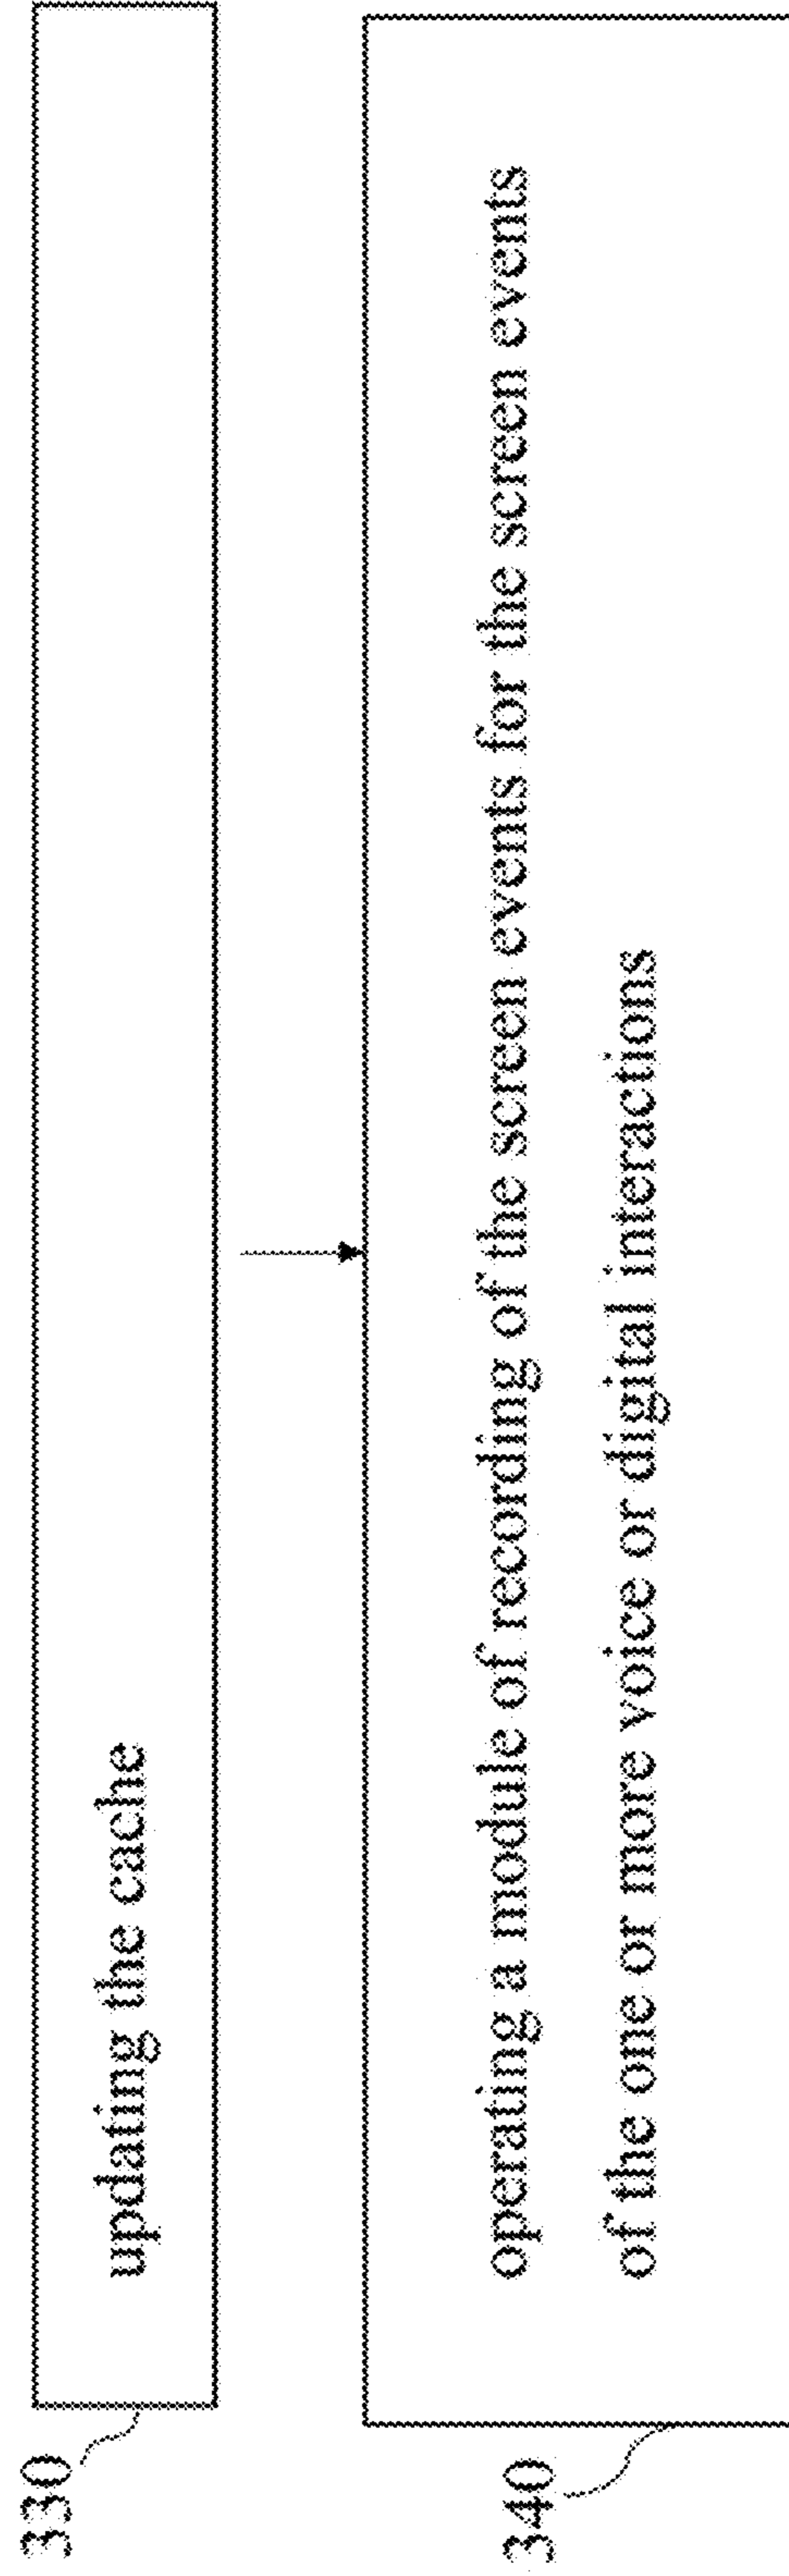 330
updating the cache
340
operating a module of recording of the screen events for the screen events
of the one or more voice or digital interactions